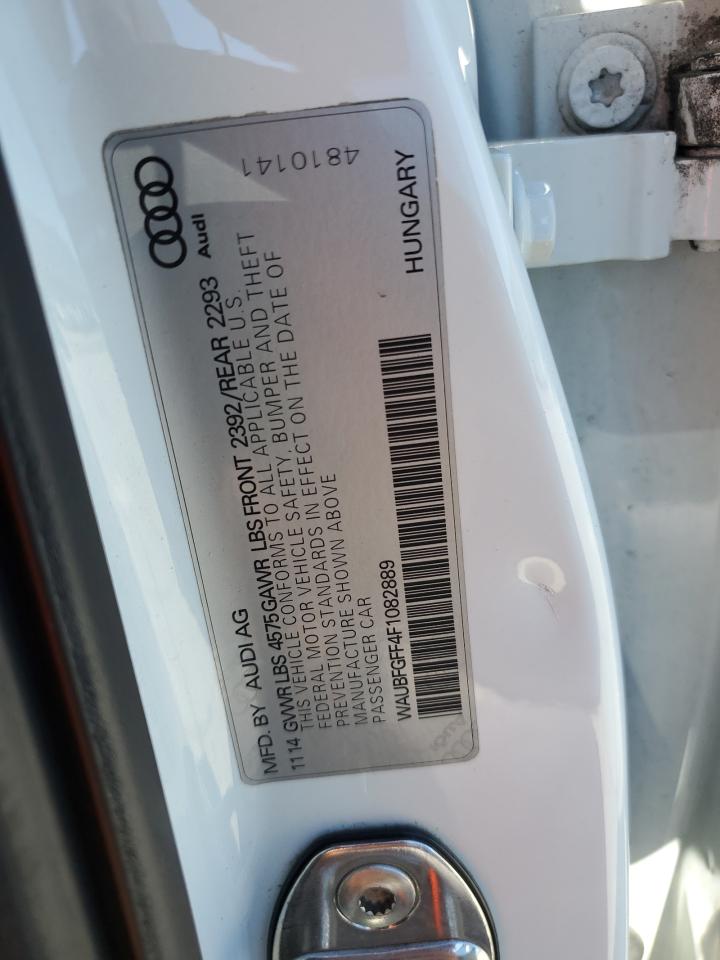 Audi
4810141
MFD. BY AUDI AG
1114 GVWR LBS 4575 GAWR LBS FRONT 2392/REAR 2293
THIS VEHICLE CONFORMS TO ALL APPLICABLE U.S.
FEDERAL MOTOR VEHICLE SAFETY, BUMPER AND THEFT
PREVENTION STANDARDS IN EFFECT ON THE DATE OF
MANUFACTURE SHOWN ABOVE
PASSENGER CAR
HUNGARY
WAUBFGFF4F1082889